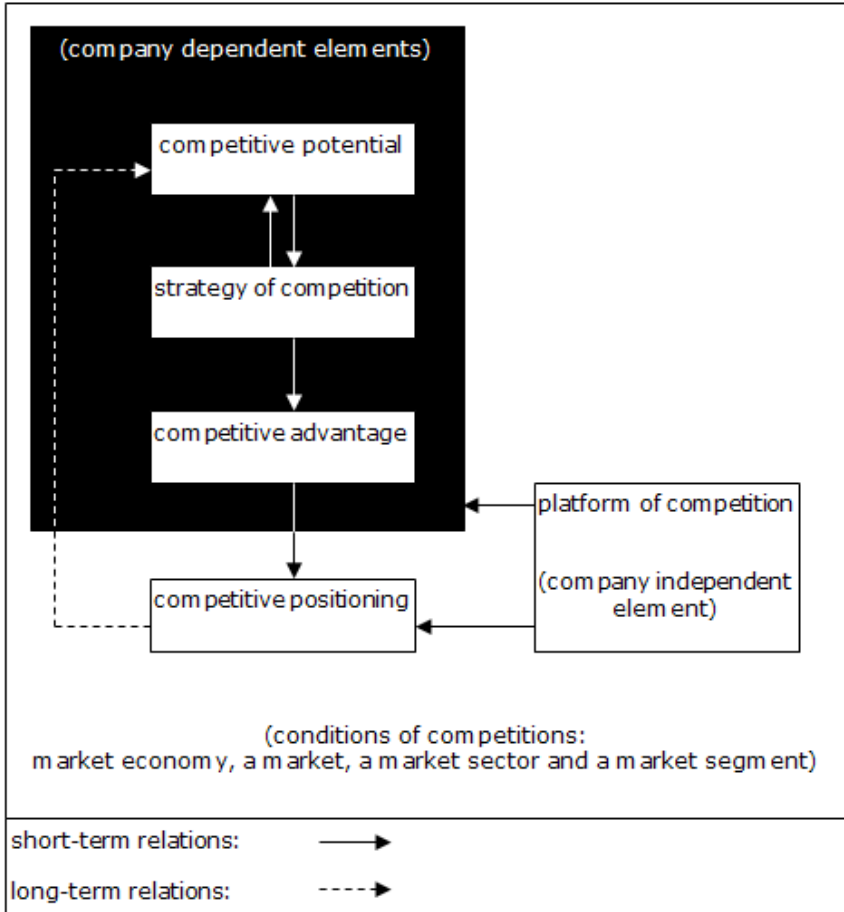 (company dependent elements)
competitive potential
strategy of competition
competitive advantage
platform of competition
(company independent
element)
competitive positioning
(conditions of competitions:
market economy, a market, a market sector and a market segment)
short-term relations:
long-term relations: